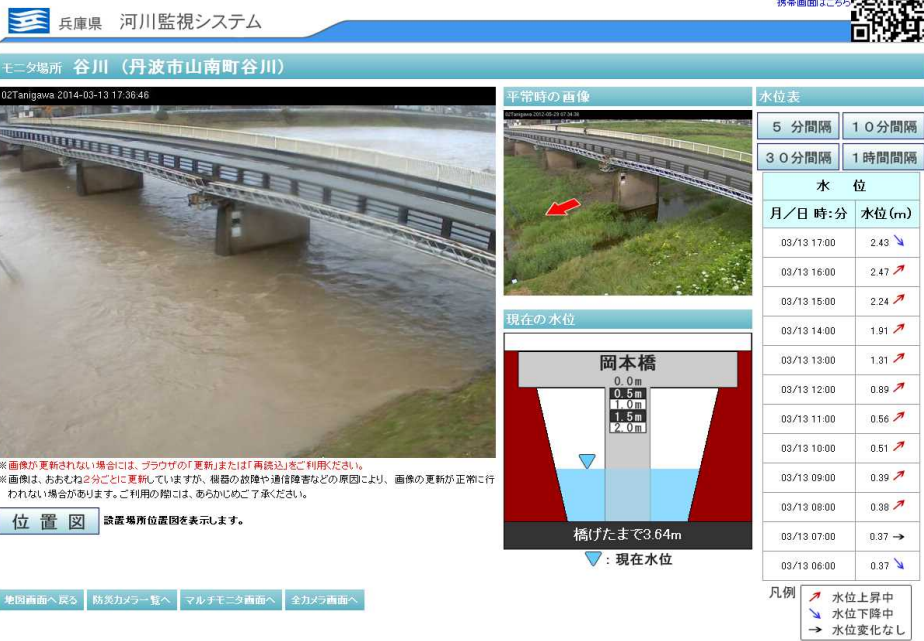 携帯画面はこちら
兵庫県 河川監視システム
モニタ場所 谷川 (丹波市山南町谷川)
02Tanigawa 2014-03-13 17:36:46
※画像が更新されない場合には、ブラウザの「更新」または「再読込」をご利用ください。
※画像は、おおむね2分ごとに更新していますが、機器の故障や通信障害などの原因により、画像の更新が正常に行
われない場合があります。ご利用の際には、あらかじめご了承ください。
位 置 図 設置場所位置図を表示します。
地図画面へ戻る 防災カメラ一覧へ マルチモニタ画面へ 全カメラ画面へ
平常時の画像
現在の水位
岡本橋
0.0m
0.5m
1.0m
1.5m
2.0m
橋げたまで3.64m
:現在水位
水位表
5 分間隔 10分間隔
30分間隔 1時間間隔
水 位
月/日 時:分 水位(m)
03/13 17:00 2.43 ↘
03/13 16:00 2.47 ↗
03/13 15:00 2.24 ↗
03/13 14:00 1.91 ↗
03/13 13:00 1.31 ↗
03/13 12:00 0.89 ↗
03/13 11:00 0.56 ↗
03/13 10:00 0.51 ↗
03/13 09:00 0.39 ↗
03/13 08:00 0.38 ↗
03/13 07:00 0.37 →
03/13 06:00 0.37 ↘
凡例
↗ 水位上昇中
↘ 水位下降中
→ 水位変化なし